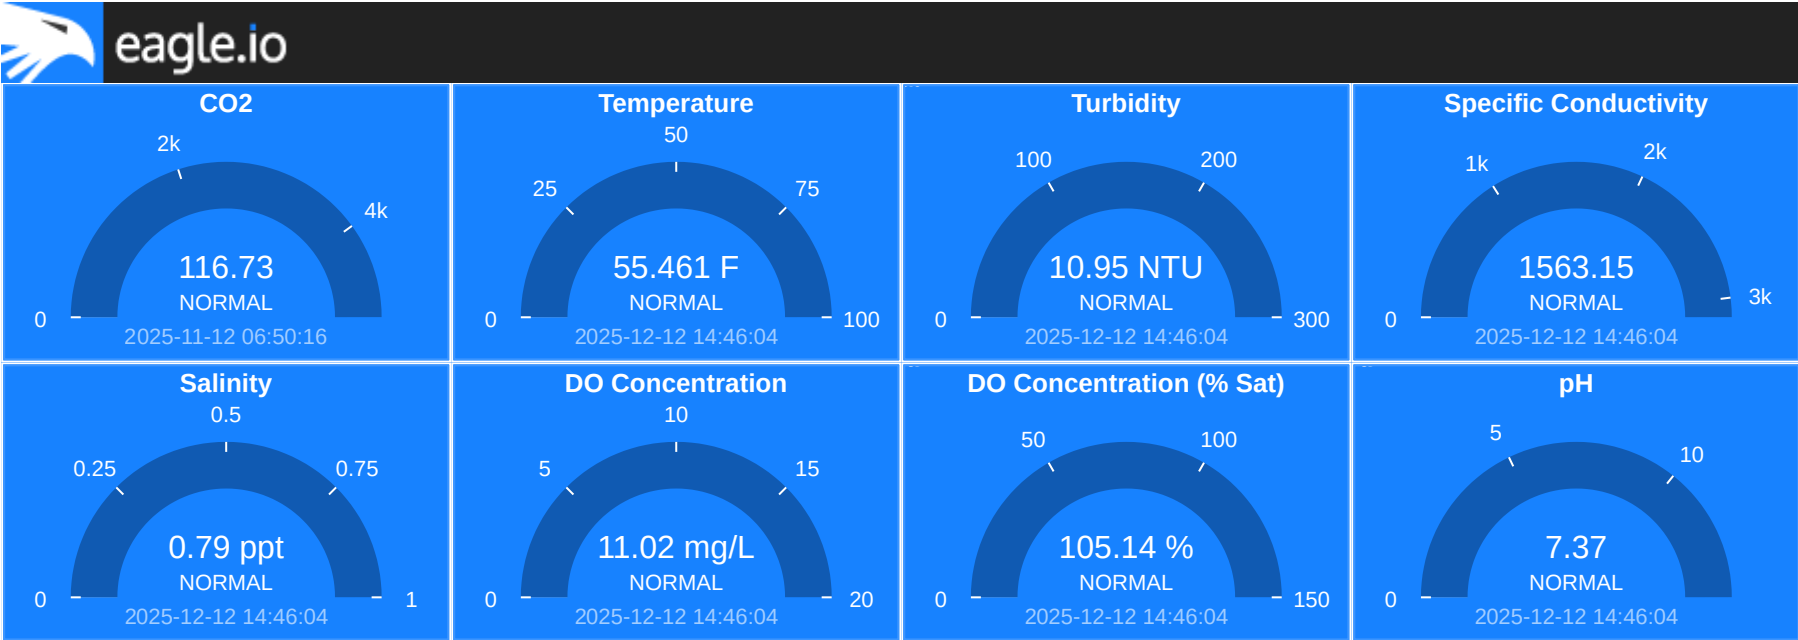 eagle.io
CO2
2k
4k
0
116.73
NORMAL
2025-11-12 06:50:16
Temperature
50
25
75
0
100
55.461 F
NORMAL
2025-12-12 14:46:04
Turbidity
100
200
0
300
10.95 NTU
NORMAL
2025-12-12 14:46:04
Specific Conductivity
1k
2k
0
3k
1563.15
NORMAL
2025-12-12 14:46:04
Salinity
0.5
0.25
0.75
0
1
0.79 ppt
NORMAL
2025-12-12 14:46:04
DO Concentration
10
5
15
0
20
11.02 mg/L
NORMAL
2025-12-12 14:46:04
DO Concentration (% Sat)
50
100
0
150
105.14 %
NORMAL
2025-12-12 14:46:04
pH
5
10
0
7.37
NORMAL
2025-12-12 14:46:04